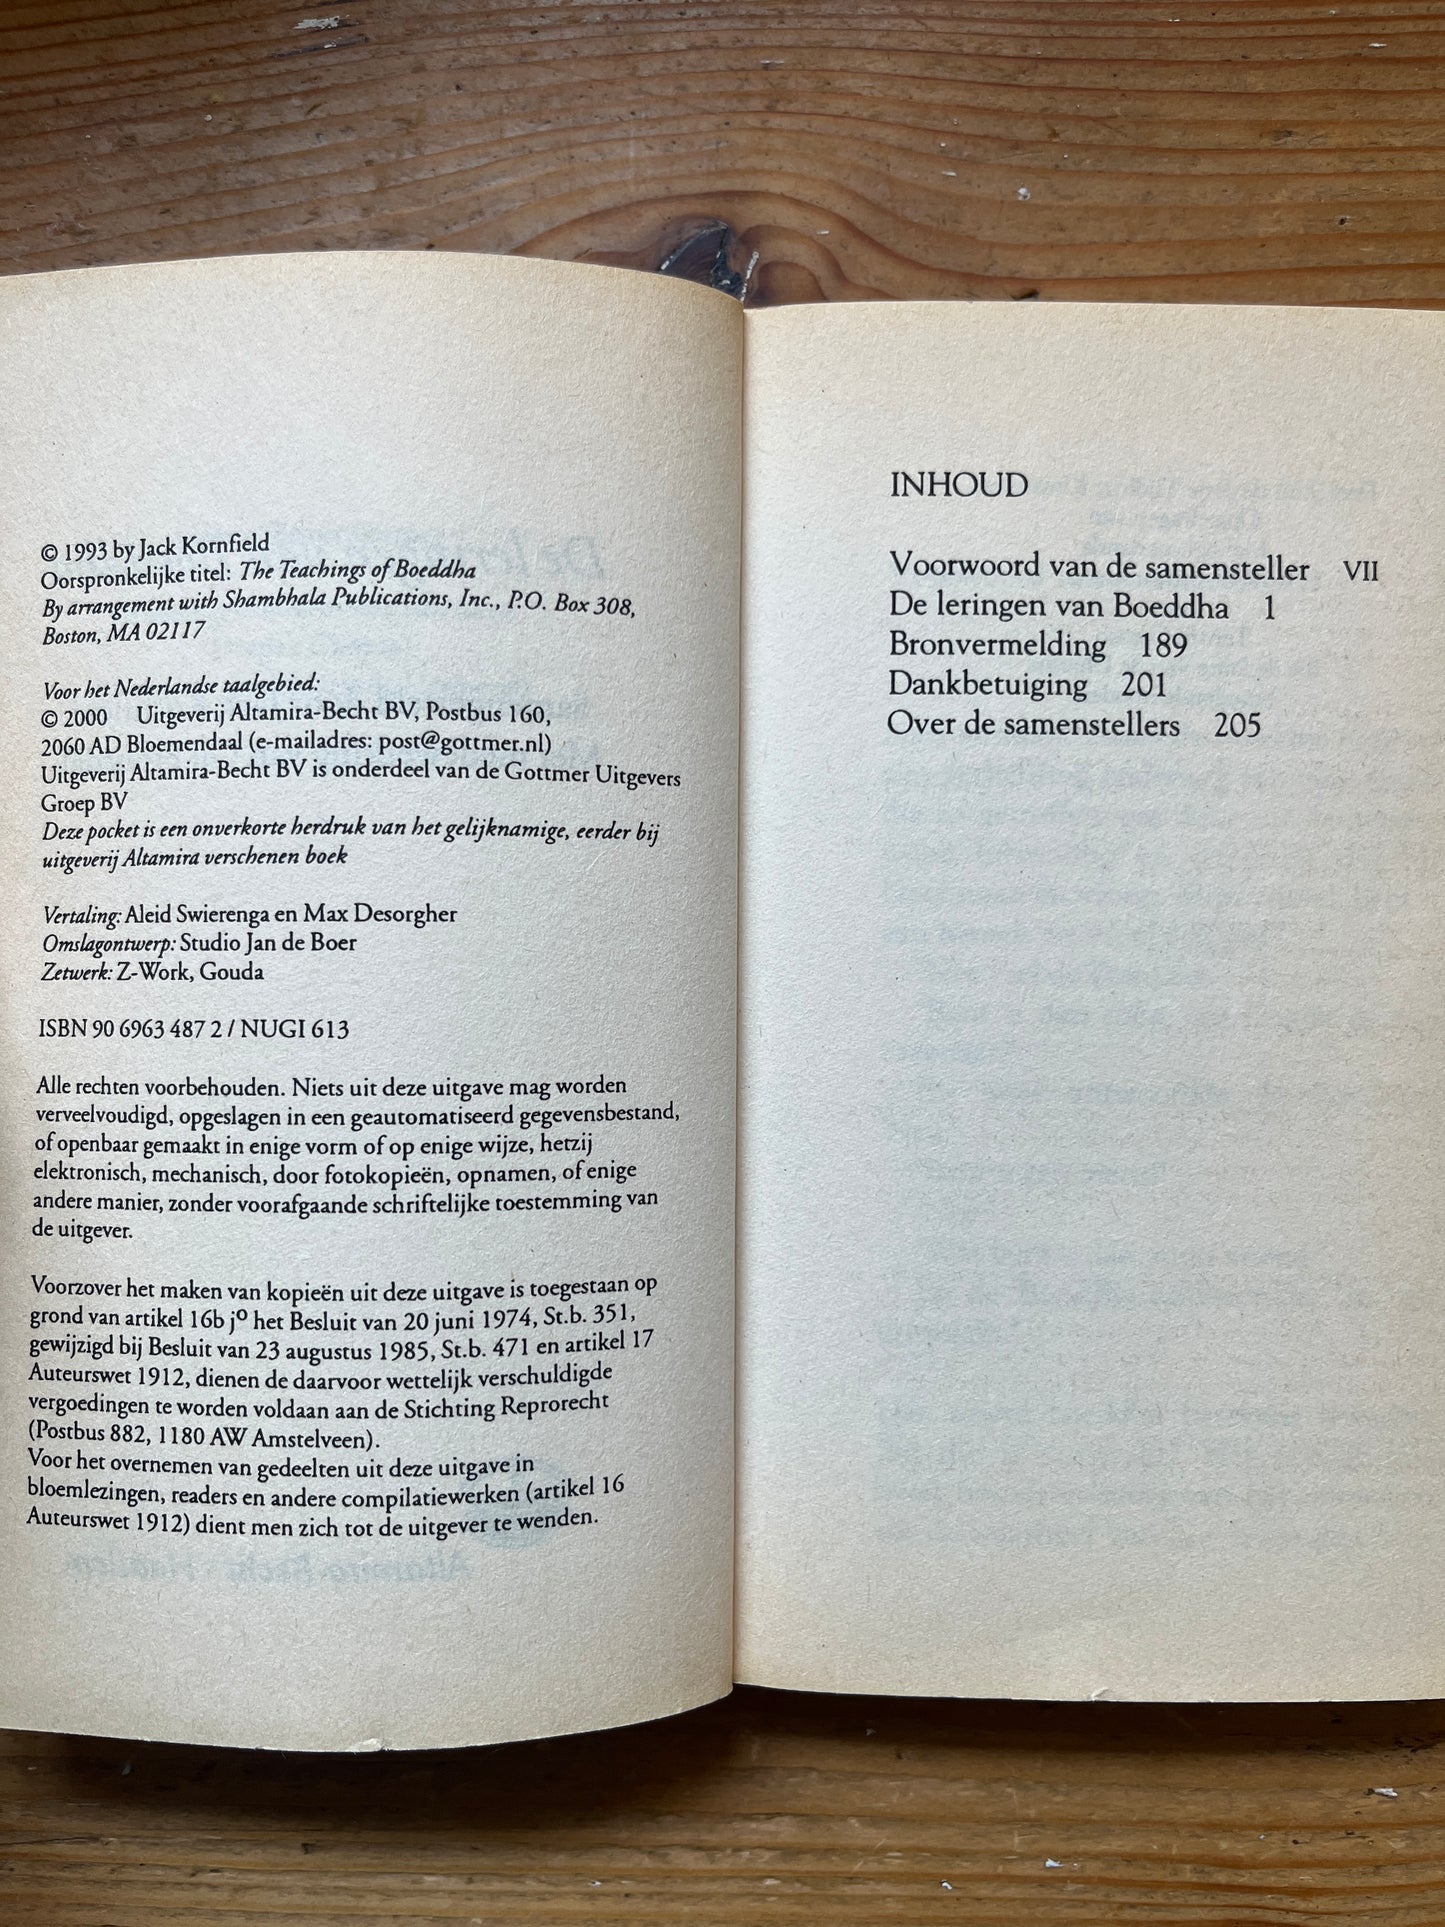 © 1993 by Jack Kornfield
Oorspronkelijke titel: The Teachings of Boeddha
By arrangement with Shambhala Publications, Inc., P.O. Box 308,
Boston, MA 02117
Voor het Nederlandse taalgebied:
© 2000 Uitgeverij Altamira-Becht BV, Postbus 160,
2060 AD Bloemendaal (e-mailadres: post@gottmer.nl)
Uitgeverij Altamira-Becht BV is onderdeel van de Gottmer Uitgevers
Groep BV
Deze pocket is een onverkorte herdruk van het gelijknamige, eerder bij
uitgeverij Altamira verschenen boek
Vertaling: Aleid Swierenga en Max Desorgher
Omslagontwerp: Studio Jan de Boer
Zetwerk: Z-Work, Gouda
ISBN 90 6963 487 2 / NUGI 613
Alle rechten voorbehouden. Niets uit deze uitgave mag worden
verveelvoudigd, opgeslagen in een geautomatiseerd gegevensbestand,
of openbaar gemaakt in enige vorm of op enige wijze, hetzij
elektronisch, mechanisch, door fotokopieën, opnamen, of enige
andere manier, zonder voorafgaande schriftelijke toestemming van
de uitgever.
Voorzover het maken van kopieën uit deze uitgave is toegestaan op
grond van artikel 16b jº het Besluit van 20 juni 1974, St.b. 351,
gewijzigd bij Besluit van 23 augustus 1985, St.b. 471 en artikel 17
Auteurswet 1912, dienen de daarvoor wettelijk verschuldigde
vergoedingen te worden voldaan aan de Stichting Reprorecht
(Postbus 882, 1180 AW Amstelveen).
Voor het overnemen van gedeelten uit deze uitgave in
bloemlezingen, readers en andere compilatiewerken (artikel 16
Auteurswet 1912) dient men zich tot de uitgever te wenden.
INHOUD
Voorwoord van de samensteller VII
De leringen van Boeddha 1
Bronvermelding 189
Dankbetuiging 201
Over de samenstellers 205